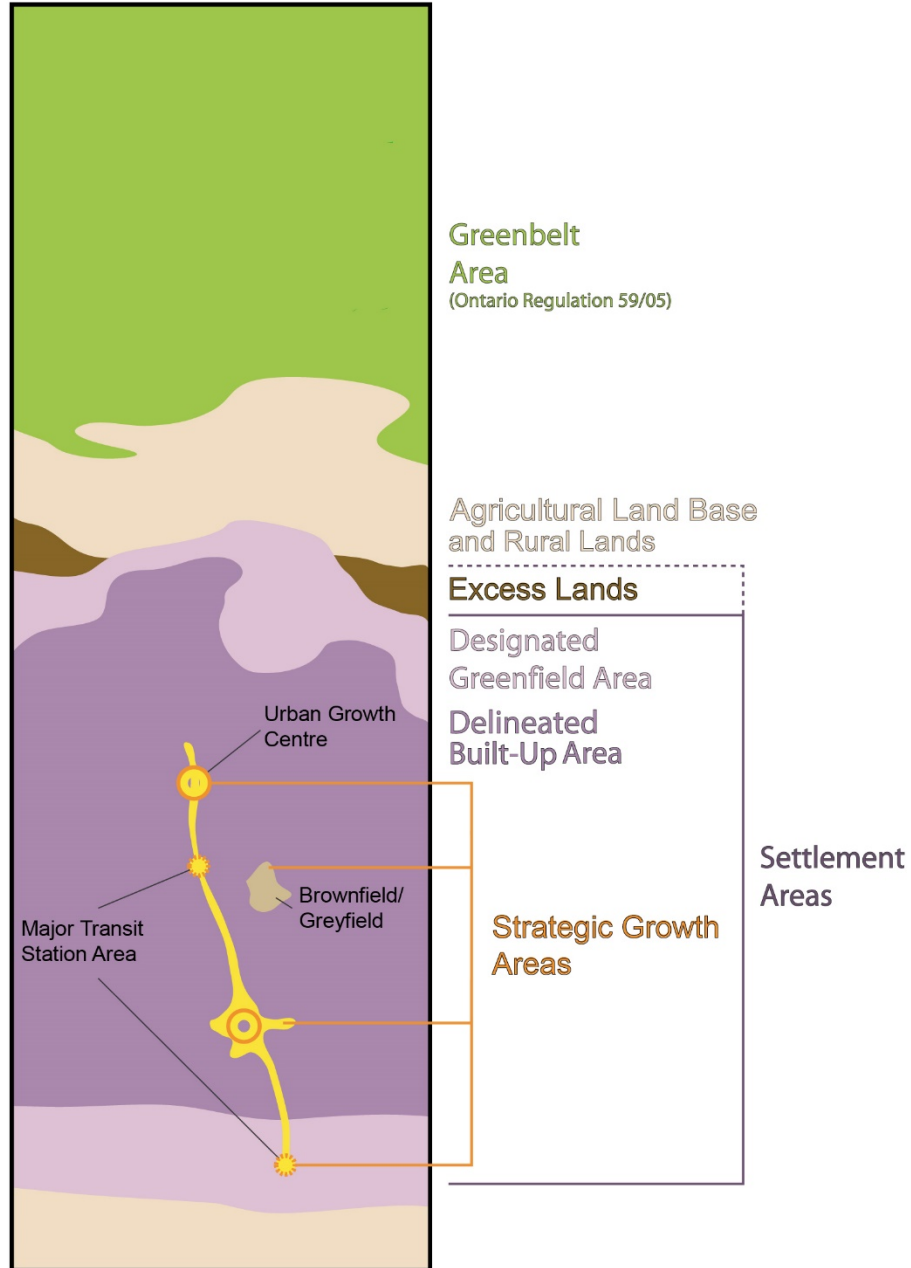 Greenbelt
Area
(Ontario Regulation 59/05)
Agricultural Land Base
and Rural Lands
Excess Lands
Designated
Greenfield Area
Delineated
Built-Up Area
Urban Growth
Centre
Brownfield/
Greyfield
Major Transit
Station Area
Strategic Growth
Areas
Settlement
Areas